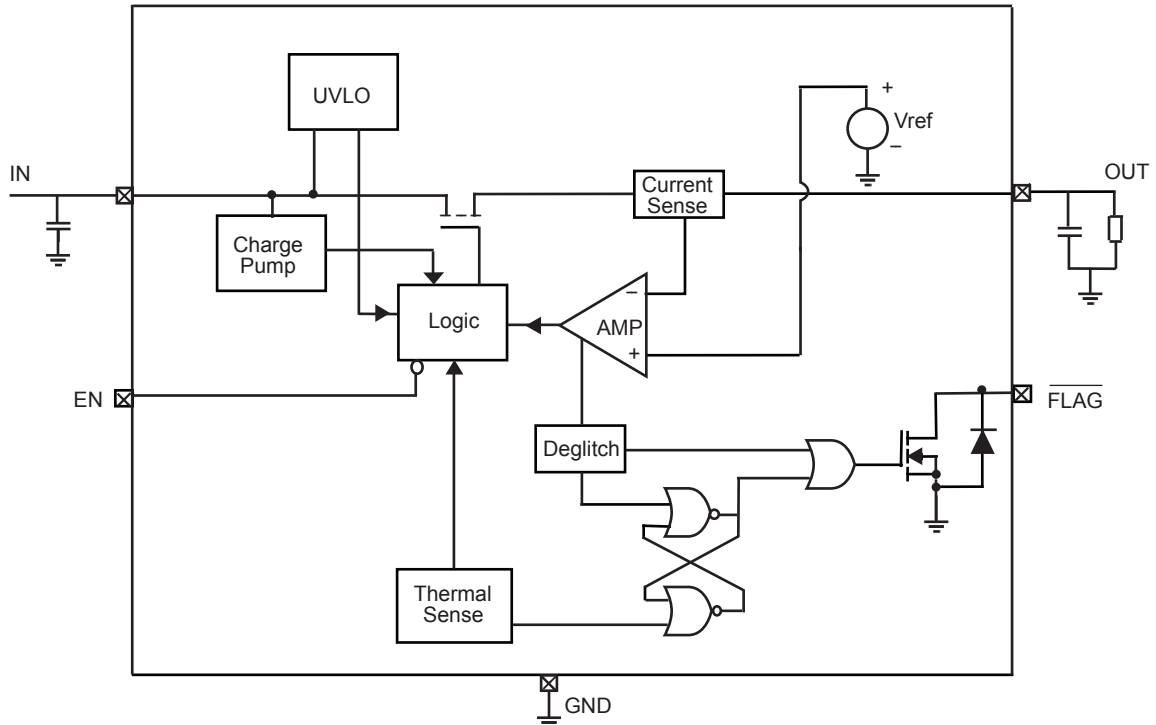 UVLO
+
Vref
–
IN
OUT
Current
Sense
Charge
Pump
–
Logic
AMP
+
EN
FLAG
Deglitch
Thermal
Sense
GND